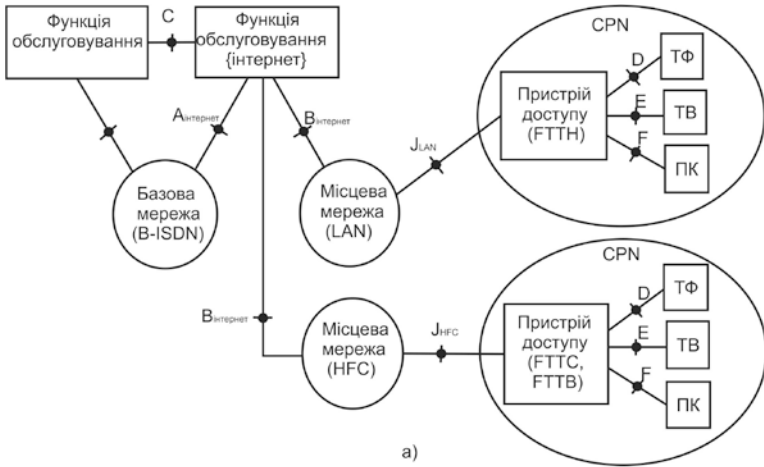 Функція
обслуговування
C
Функція
обслуговування
{інтернет}
Aінтернет
Bінтернет
Базова
мережа
(B-ISDN)
Місцева
мережа
(LAN)
JLAN
CPN
Пристрій
доступу
(FTTH)
D
E
F
ТФ
ТВ
ПК
Bінтернет
Місцева
мережа
(HFC)
JHFC
CPN
Пристрій
доступу
(FTTC,
FTTB)
D
E
F
ТФ
ТВ
ПК
а)